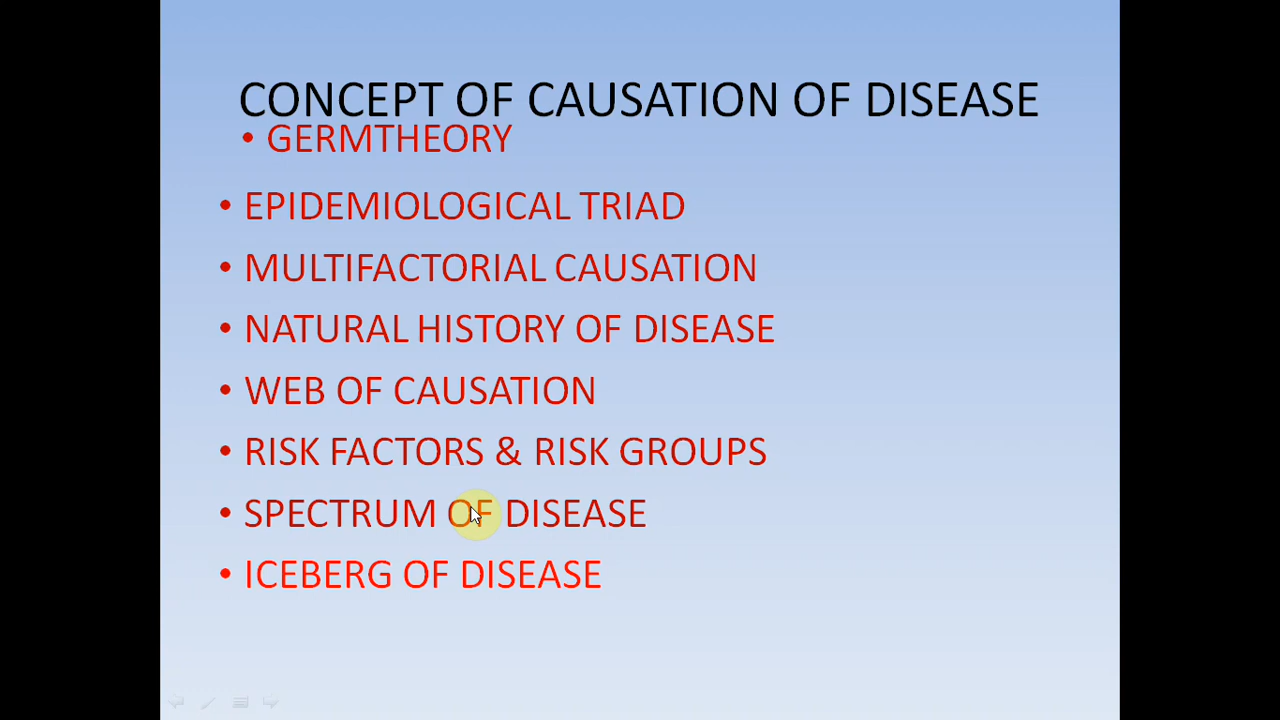 CONCEPT OF CAUSATION OF DISEASE
• GERMTHEORY
• EPIDEMIOLOGICAL TRIAD
• MULTIFACTORIAL CAUSATION
• NATURAL HISTORY OF DISEASE
• WEB OF CAUSATION
• RISK FACTORS & RISK GROUPS
• SPECTRUM OF DISEASE
• ICEBERG OF DISEASE